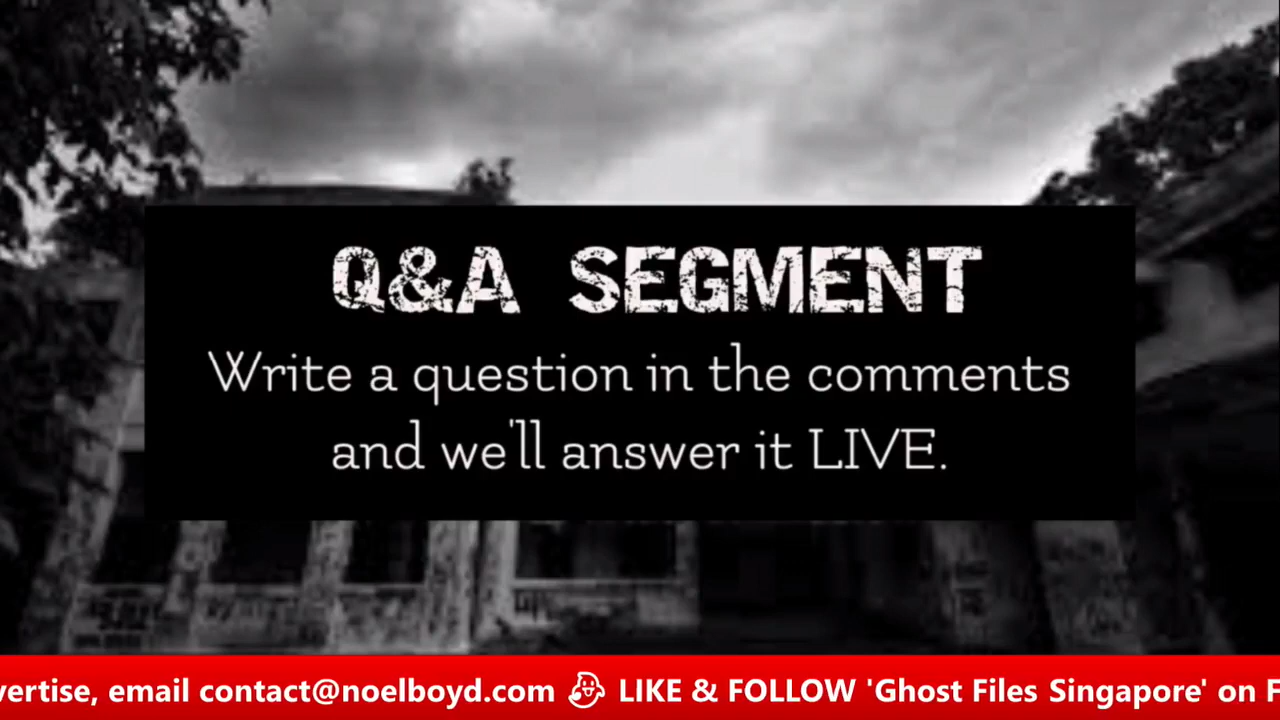 Q&A SEGMENT
Write a question in the comments
and we'll answer it LIVE.
vertise, email contact@noelboyd.com LIKE & FOLLOW 'Ghost Files Singapore' on F